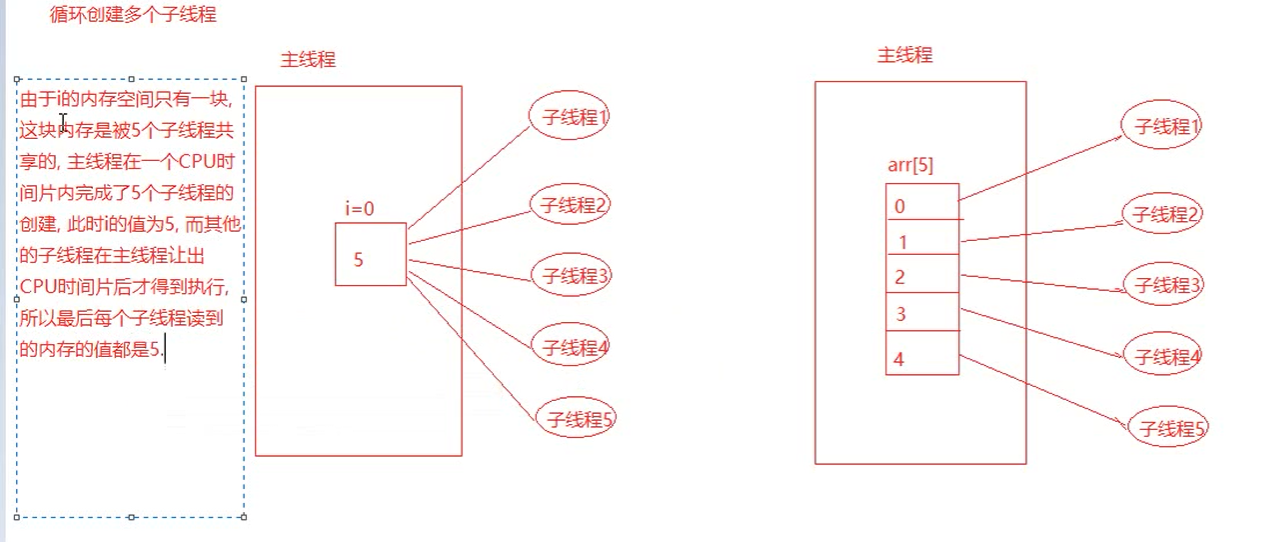 循环创建多个子线程
由于i的内存空间只有一块,
这块内存是被5个子线程共
享的, 主线程在一个CPU时
间片内完成了5个子线程的
创建, 此时i的值为5, 而其他
的子线程在主线程让出
CPU时间片后才得到执行,
所以最后每个子线程读到
的内存的值都是5.
主线程
i=0
5
子线程1
子线程2
子线程3
子线程4
子线程5
主线程
arr[5]
0
1
2
3
4
子线程1
子线程2
子线程3
子线程4
子线程5